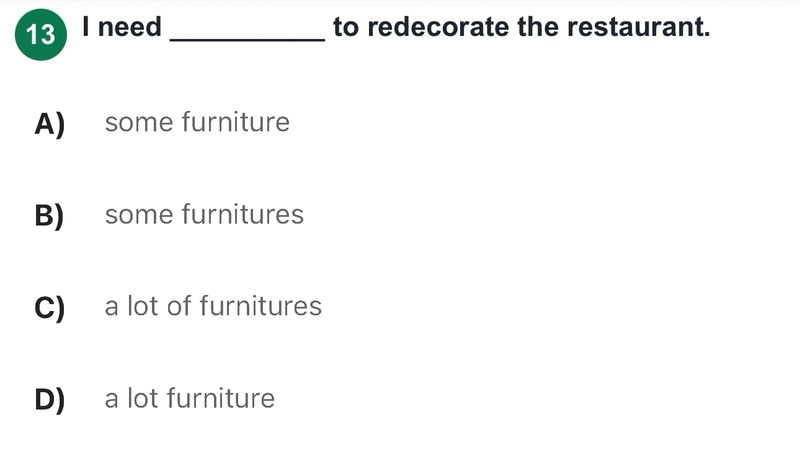 13 I need __________ to redecorate the restaurant.
A) some furniture
B) some furnitures
C) a lot of furnitures
D) a lot furniture